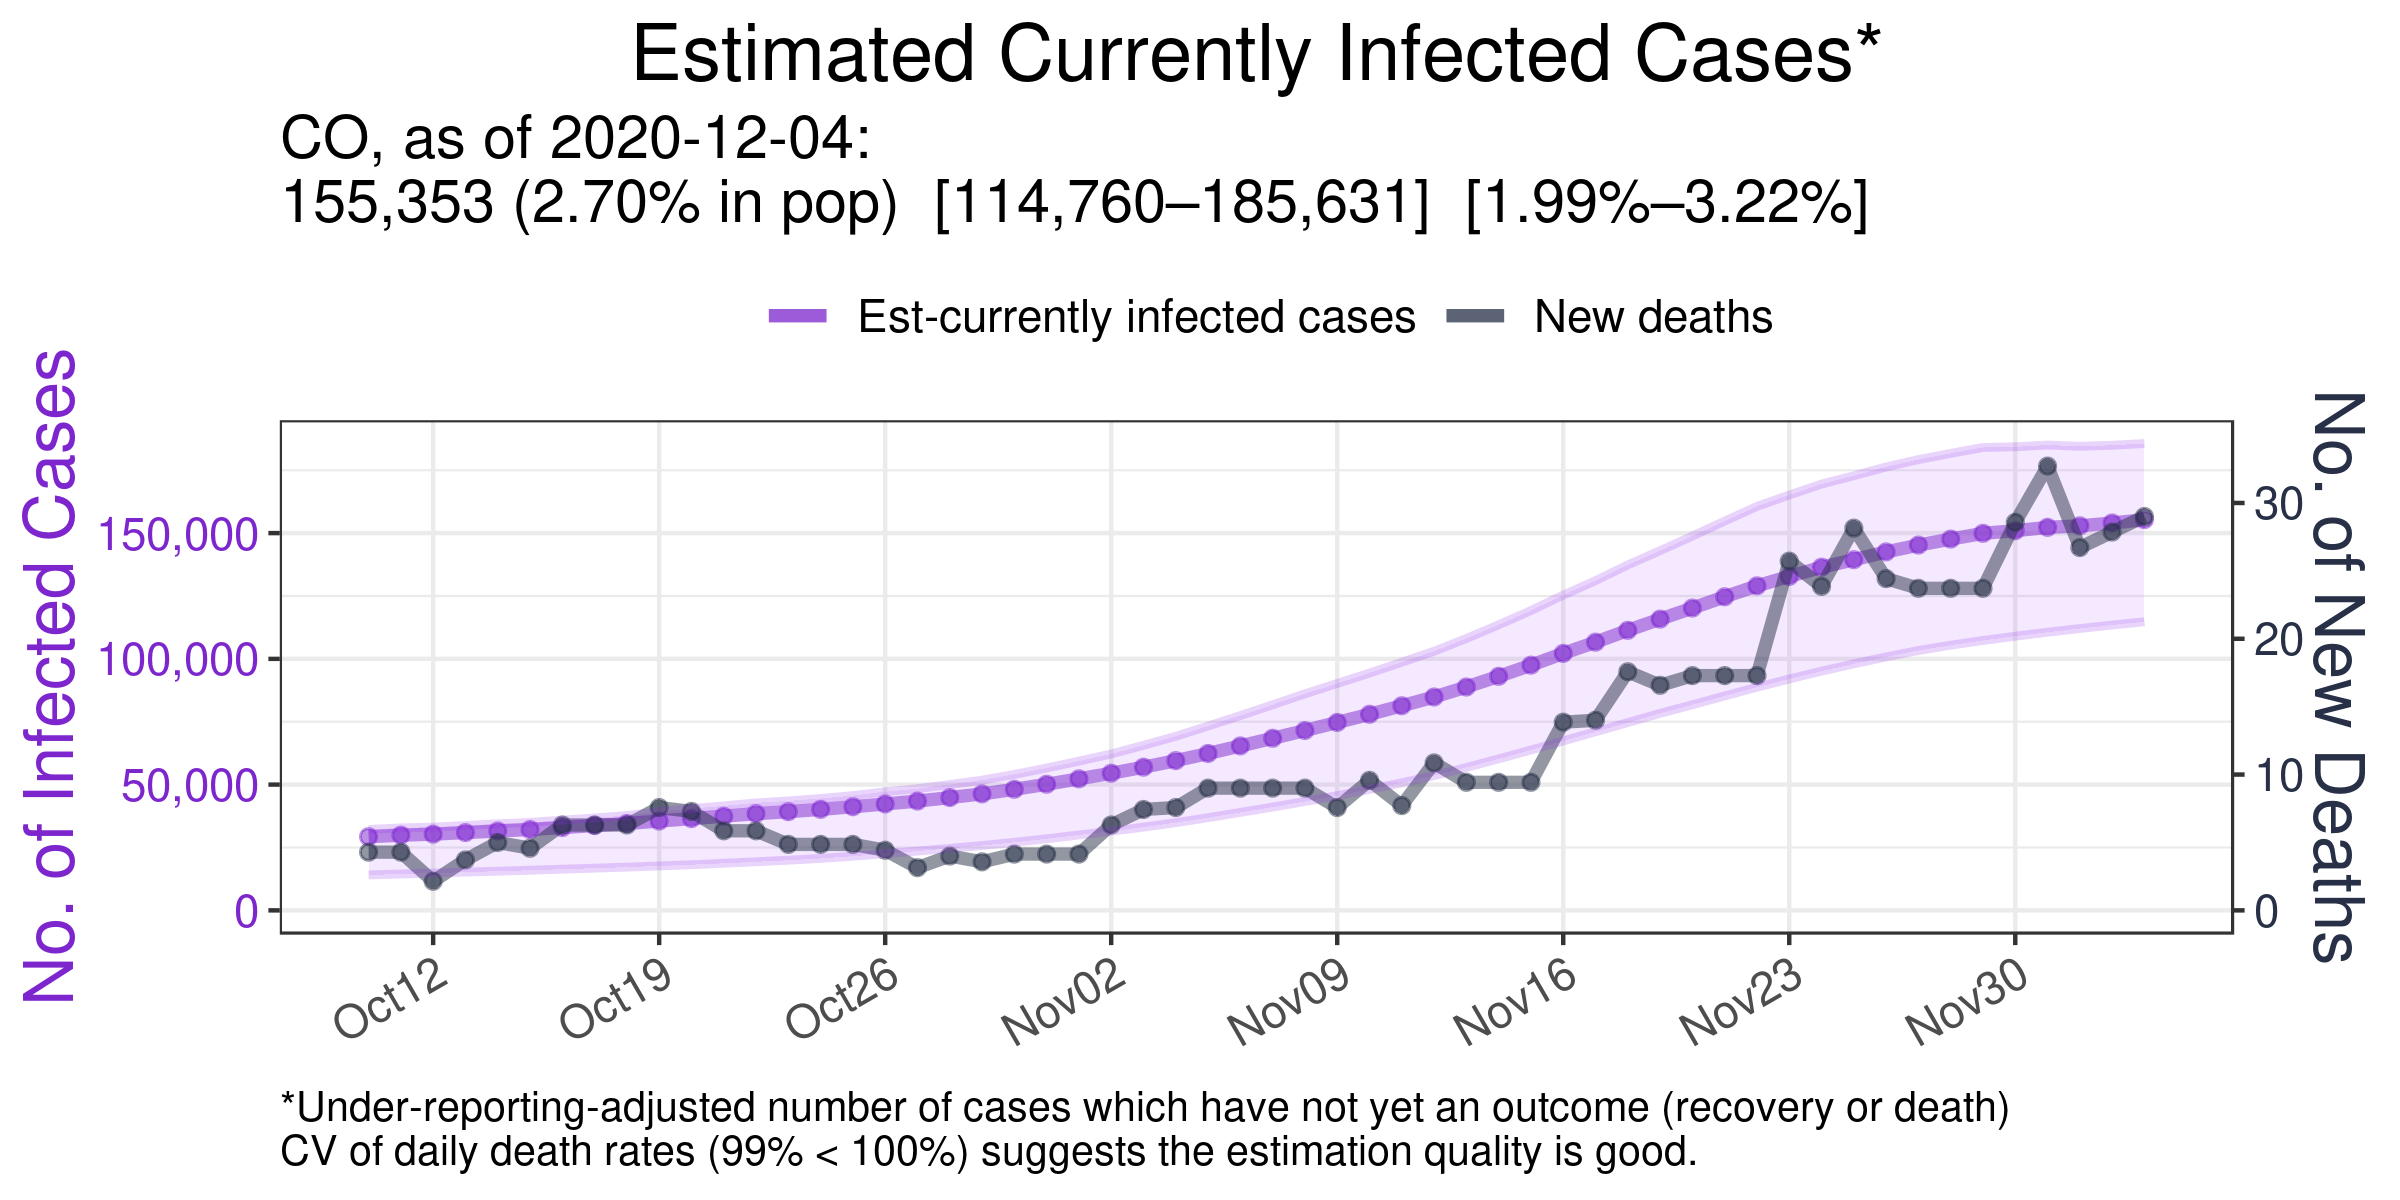 Estimated Currently Infected Cases*
CO, as of 2020-12-04:
155,353 (2.70% in pop)  [114,760–185,631]  [1.99%–3.22%]
Est-currently infected cases
New deaths
No. of Infected Cases
150,000
100,000
50,000
0
No. of New Deaths
30
20
10
0
Oct12
Oct19
Oct26
Nov02
Nov09
Nov16
Nov23
Nov30
*Under-reporting-adjusted number of cases which have not yet an outcome (recovery or death)
CV of daily death rates (99% < 100%) suggests the estimation quality is good.